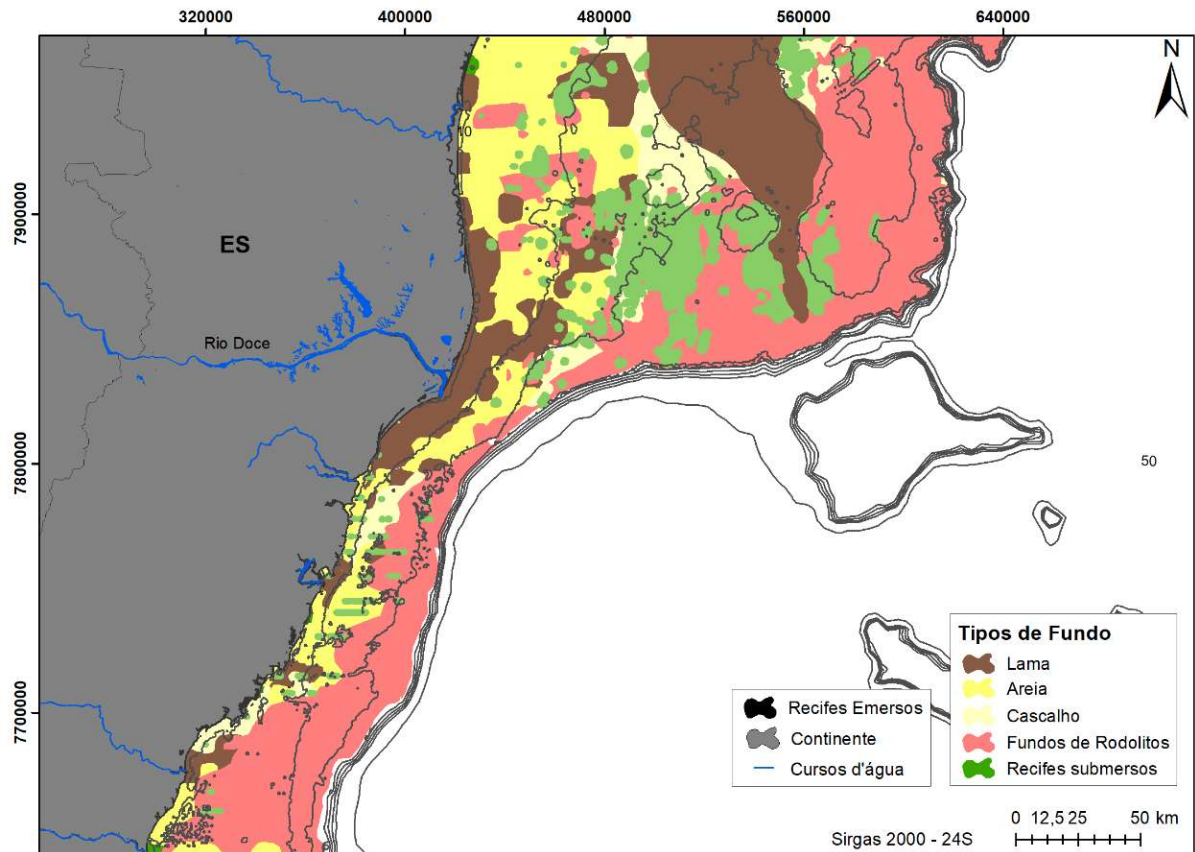 320000 400000 480000 560000 640000
N
10
7900000
ES
Rio Doce
7800000
50
7700000
Tipos de Fundo
Lama
Areia
Cascalho
Fundos de Rodolitos
Recifes submersos
Recifes Emersos
Continente
Cursos d'água
0 12,5 25 50 km
Sirgas 2000 - 24S